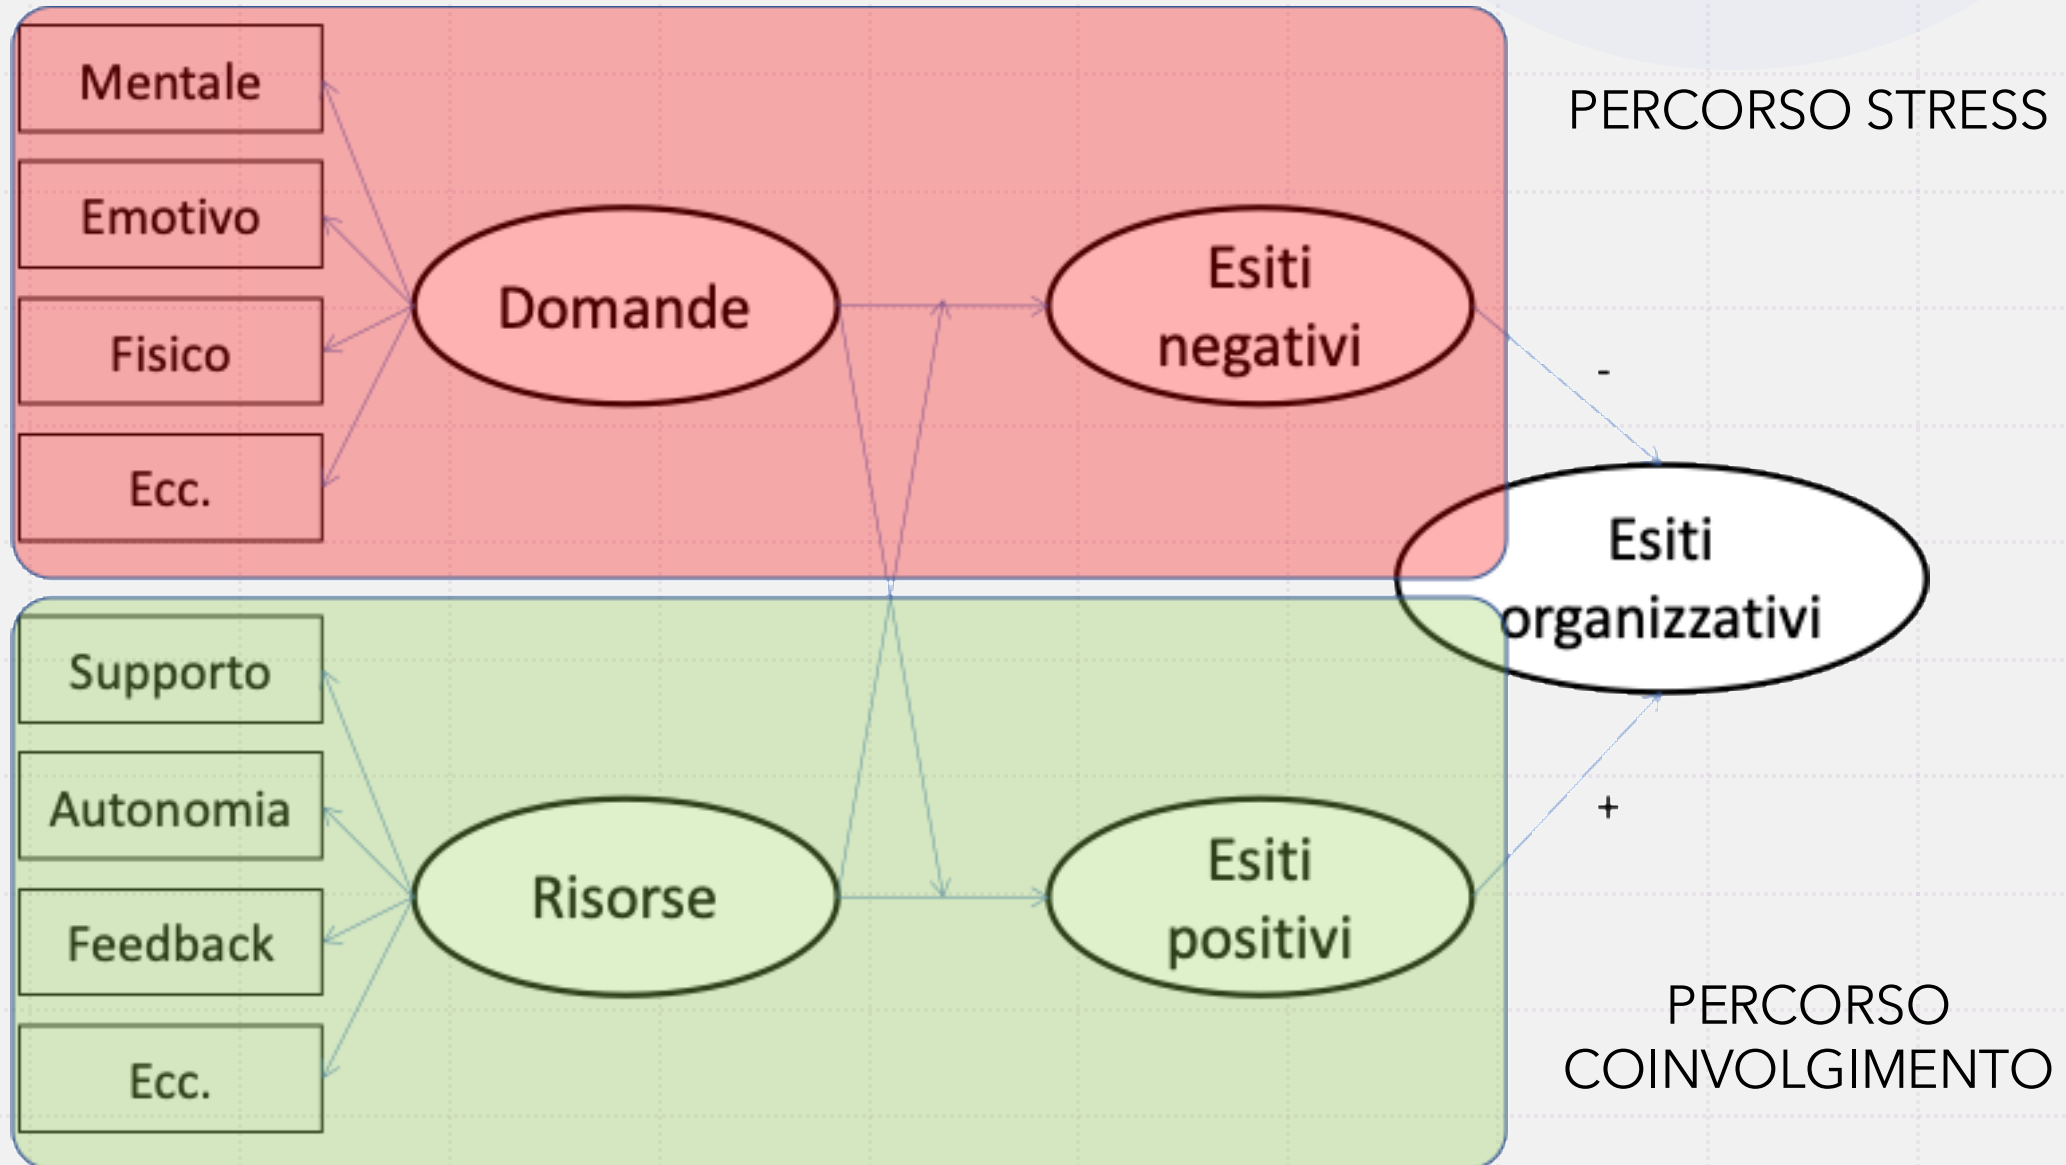 Mentale
Emotivo
Fisico
Ecc.
Domande
Esiti
negativi
PERCORSO STRESS
-
Esiti
organizzativi
Supporto
Autonomia
Feedback
Ecc.
Risorse
Esiti
positivi
+
PERCORSO
COINVOLGIMENTO